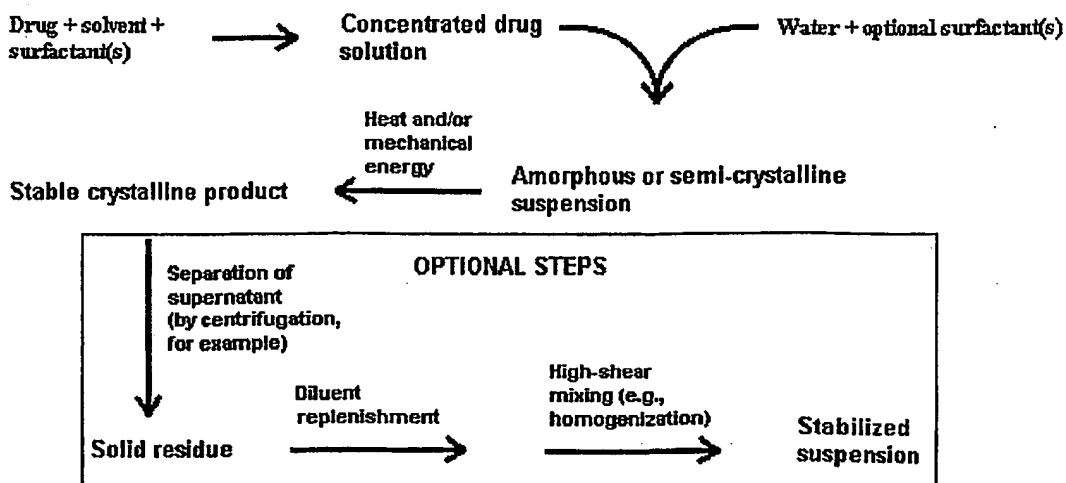 Drug + solvent +
surfactant(s)
Concentrated drug
solution
Water + optional surfactant(s)
Heat and/or
mechanical
energy
Stable crystalline product
Amorphous or semi-crystalline
suspension
OPTIONAL STEPS
Separation of
supernatant
(by centrifugation,
for example)
Solid residue
Diluent
replenishment
High-shear
mixing (e.g.,
homogenization)
Stabilized
suspension